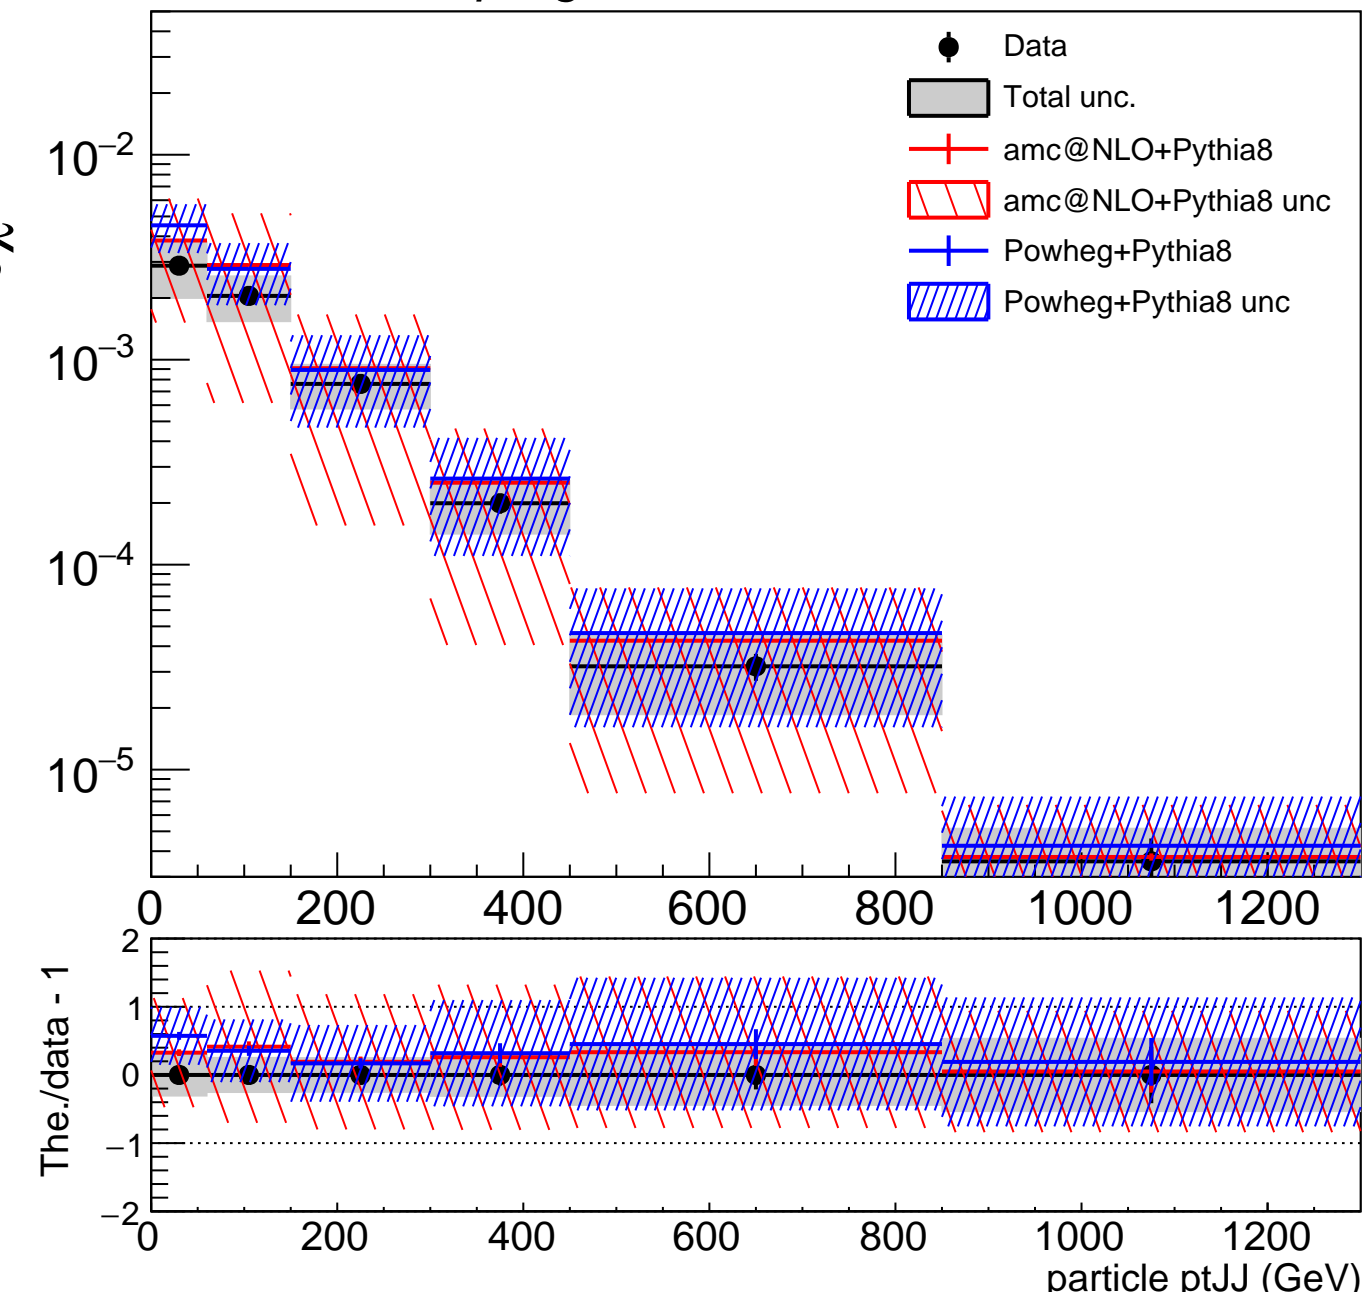 Data
Total unc.
amc@NLO+Pythia8
amc@NLO+Pythia8 unc
Powheg+Pythia8
Powheg+Pythia8 unc
10−2
10−3
10−4
10−5
0 200 400 600 800 1000 1200
The./data - 1
2
1
0
−1
−2
0 200 400 600 800 1000 1200
particle ptJJ (GeV)